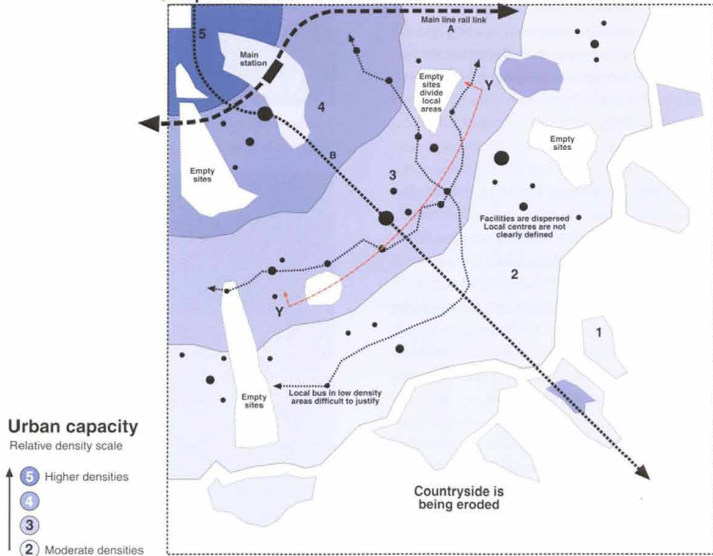 5
Main line rail link
A
Main
station
Empty
sites
divide
local
areas
Y
4
Empty
sites
B
3
Empty
sites
Facilities are dispersed
Local centres are not
clearly defined
2
Y
1
Empty
sites
Local bus in low density
areas difficult to justify
Urban capacity
Relative density scale
5 Higher densities
4
3
2 Moderate densities
Countryside is
being eroded